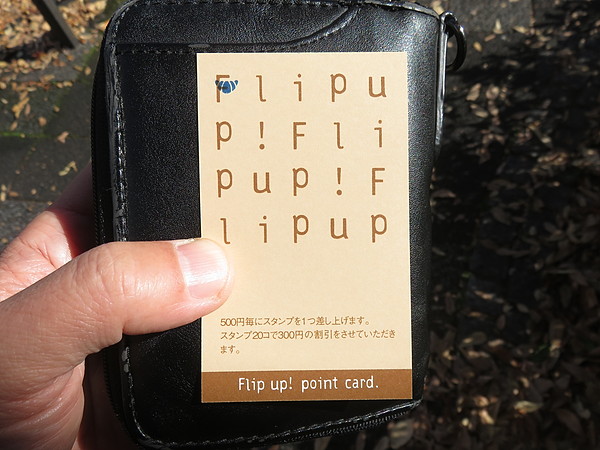 Flipu
p!Fli
pup!F
lipup
500円毎にスタンプを1つ差し上げます。
スタンプ20コで300円の割引をさせていただき
ます。
Flip up! point card.